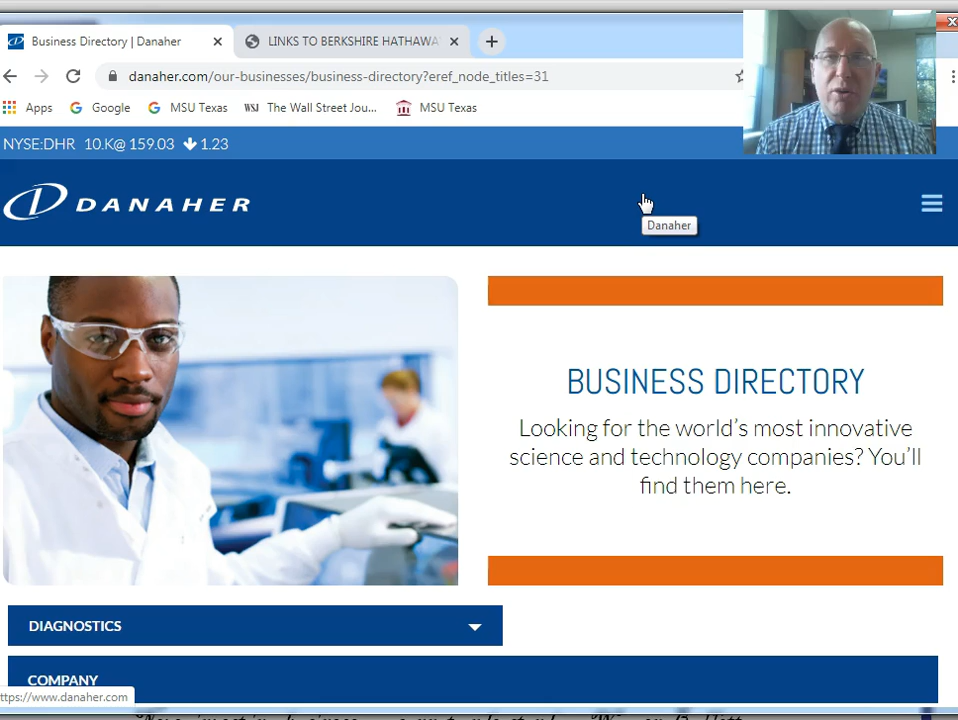 Business Directory | Danaher
LINKS TO BERKSHIRE HATHAWA
danaher.com/our-businesses/business-directory?eref_node_titles=31
Apps
Google
MSU Texas
WSJ
The Wall Street Jou...
MSU Texas
NYSE:DHR 10.K@ 159.03 1.23
DANAHER
Danaher
BUSINESS DIRECTORY
Looking for the world's most innovative
science and technology companies? You'll
find them here.
DIAGNOSTICS
COMPANY
ttps://www.danaher.com